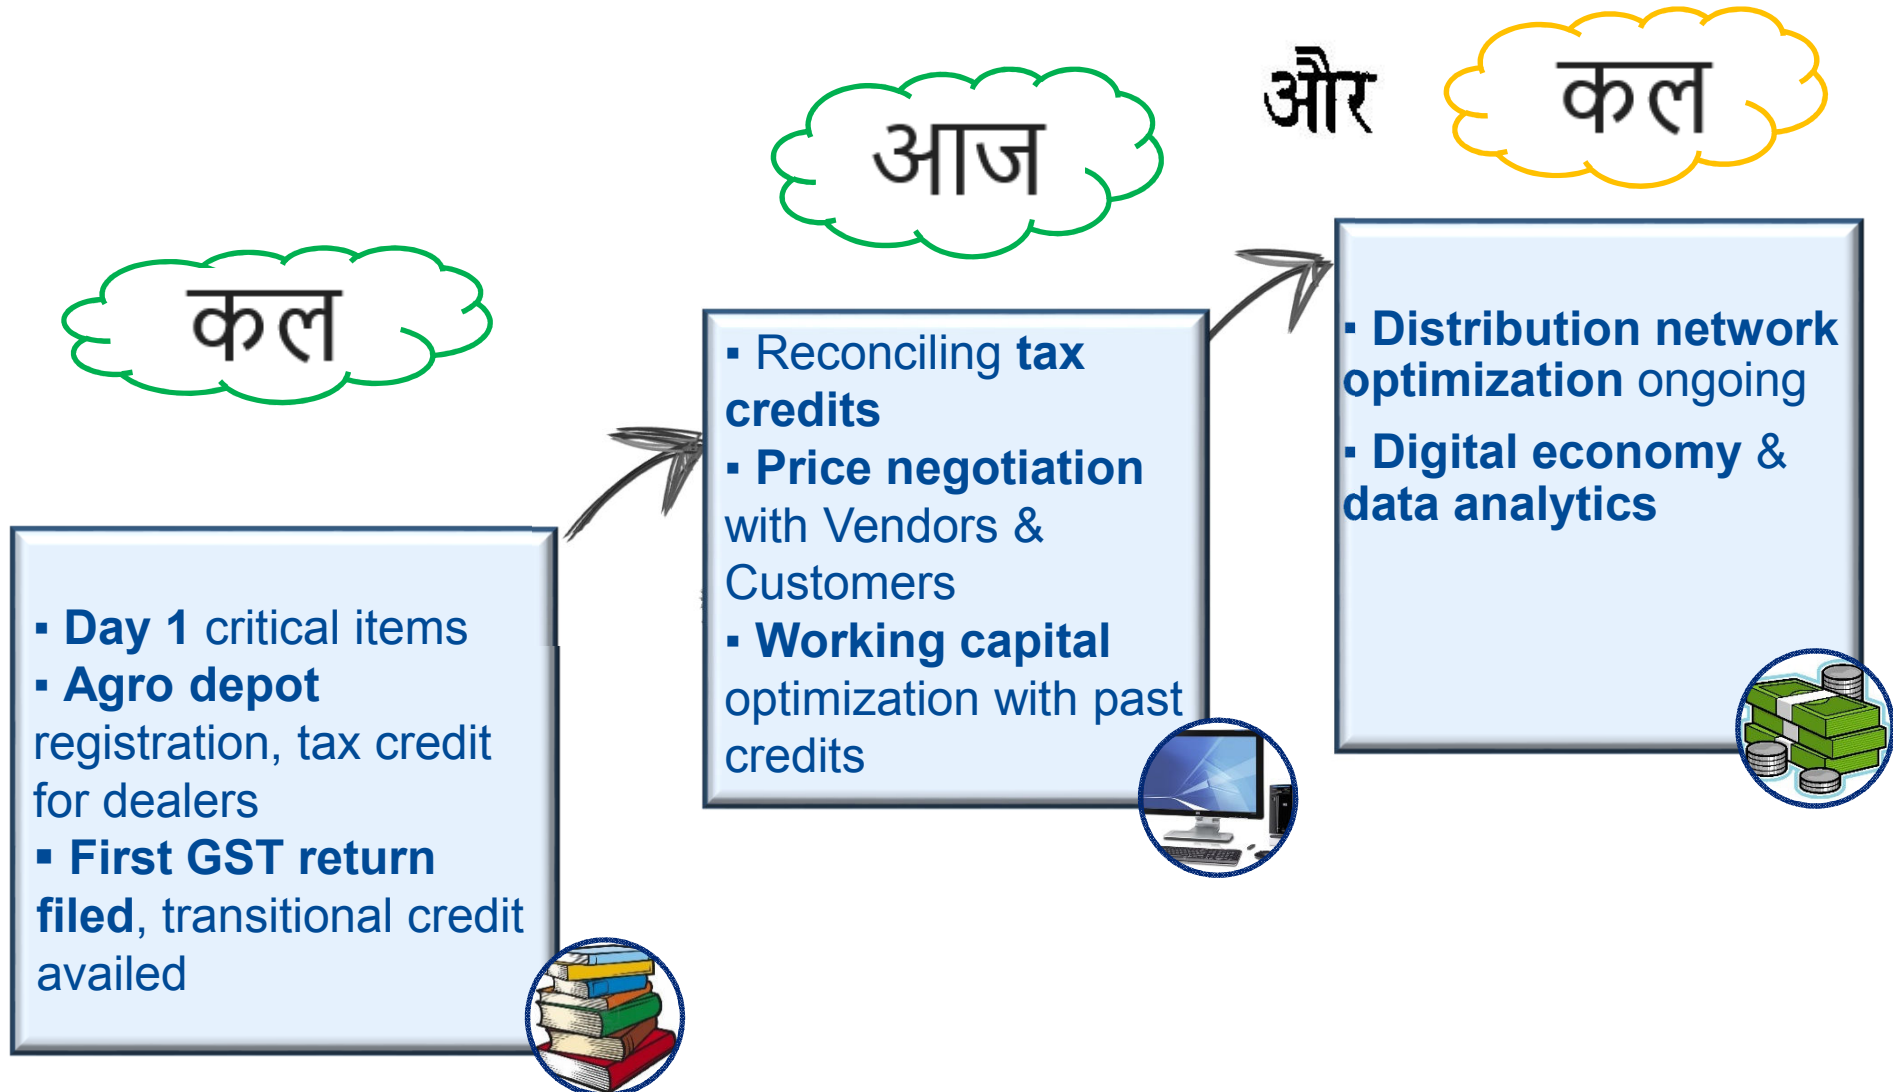 कल
▪ Day 1 critical items
▪ Agro depot
registration, tax credit
for dealers
▪ First GST return
filed, transitional credit
availed
आज
▪ Reconciling tax
credits
▪ Price negotiation
with Vendors &
Customers
▪ Working capital
optimization with past
credits
और कल
▪ Distribution network
optimization ongoing
▪ Digital economy &
data analytics